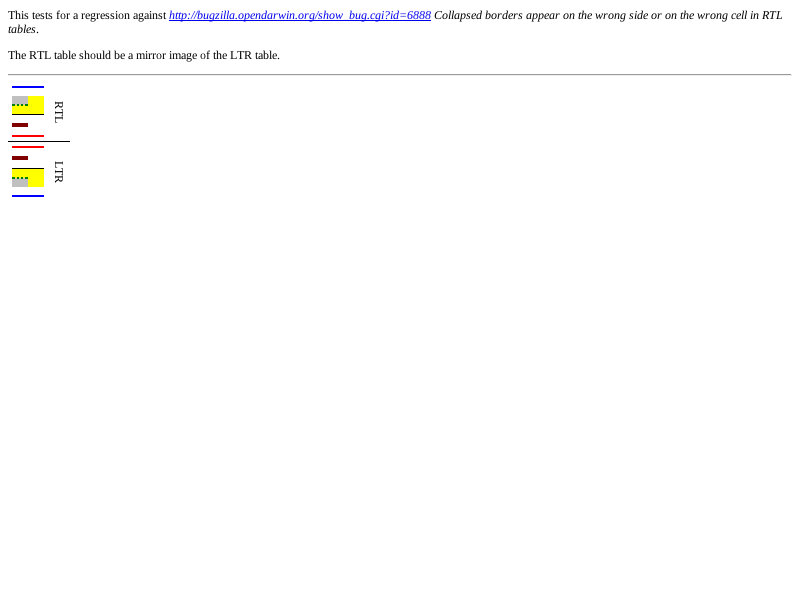 This tests for a regression against http://bugzilla.opendarwin.org/show_bug.cgi?id=6888 Collapsed borders appear on the wrong side or on the wrong cell in RTL
tables.
The RTL table should be a mirror image of the LTR table.
RTL
LTR